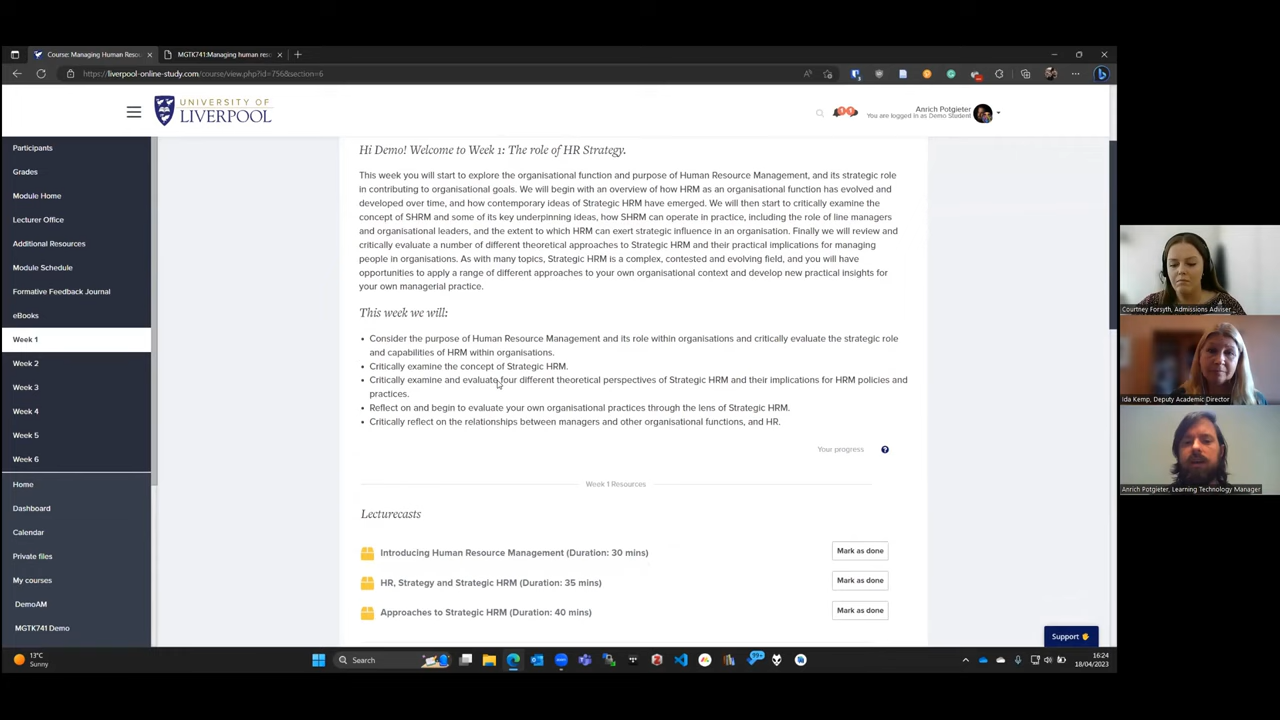 Course: Managing Human Reso
MGTK741:Managing human res
https://liverpool-online-study.com/course/view.php?id=756&section=6
UNIVERSITY OF
LIVERPOOL
Anrich Potgieter
You are logged in as Demo Student
Participants
Grades
Module Home
Lecturer Office
Additional Resources
Module Schedule
Formative Feedback Journal
eBooks
Week 1
Week 2
Week 3
Week 4
Week 5
Week 6
Home
Dashboard
Calendar
Private files
My courses
DemoAM
MGTK741 Demo
Hi Demo! Welcome to Week 1: The role of HR Strategy.
This week you will start to explore the organisational function and purpose of Human Resource Management, and its strategic role
in contributing to organisational goals. We will begin with an overview of how HRM as an organisational function has evolved and
developed over time, and how contemporary ideas of Strategic HRM have emerged. We will then start to critically examine the
concept of SHRM and some of its key underpinning ideas, how SHRM can operate in practice, including the role of line managers
and organisational leaders, and the extent to which HRM can exert strategic influence in an organisation. Finally we will review and
critically evaluate a number of different theoretical approaches to Strategic HRM and their practical implications for managing
people in organisations. As with many topics, Strategic HRM is a complex, contested and evolving field, and you will have
opportunities to apply a range of different approaches to your own organisational context and develop new practical insights for
your own managerial practice.
This week we will:
• Consider the purpose of Human Resource Management and its role within organisations and critically evaluate the strategic role
and capabilities of HRM within organisations.
• Critically examine the concept of Strategic HRM.
• Critically examine and evaluate four different theoretical perspectives of Strategic HRM and their implications for HRM policies and
practices.
• Reflect on and begin to evaluate your own organisational practices through the lens of Strategic HRM.
• Critically reflect on the relationships between managers and other organisational functions, and HR.
Your progress
Week 1 Resources
Lecturecasts
Introducing Human Resource Management (Duration: 30 mins)
Mark as done
HR, Strategy and Strategic HRM (Duration: 35 mins)
Mark as done
Approaches to Strategic HRM (Duration: 40 mins)
Mark as done
Support
Courtney Forsyth, Admissions Adviser
Ida Kemp, Deputy Academic Director
Anrich Potgieter, Learning Technology Manager
13°C
Sunny
Search
99+
16:24
18/04/2023